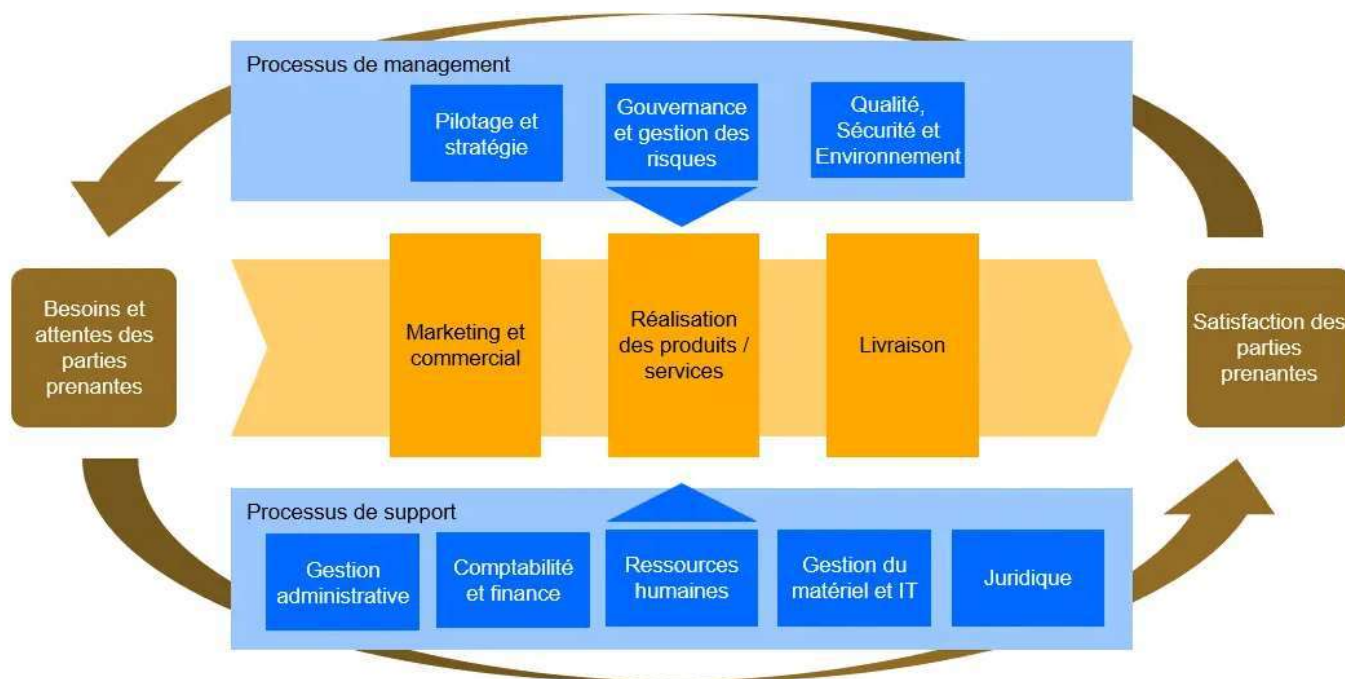 Processus de management
Pilotage et
stratégie
Gouvernance
et gestion des
risques
Qualité,
Sécurité et
Environnement
Besoins et
attentes des
parties
prenantes
Marketing et
commercial
Réalisation
des produits /
services
Livraison
Satisfaction des
parties
prenantes
Processus de support
Gestion
administrative
Comptabilité
et finance
Ressources
humaines
Gestion du
matériel et IT
Juridique